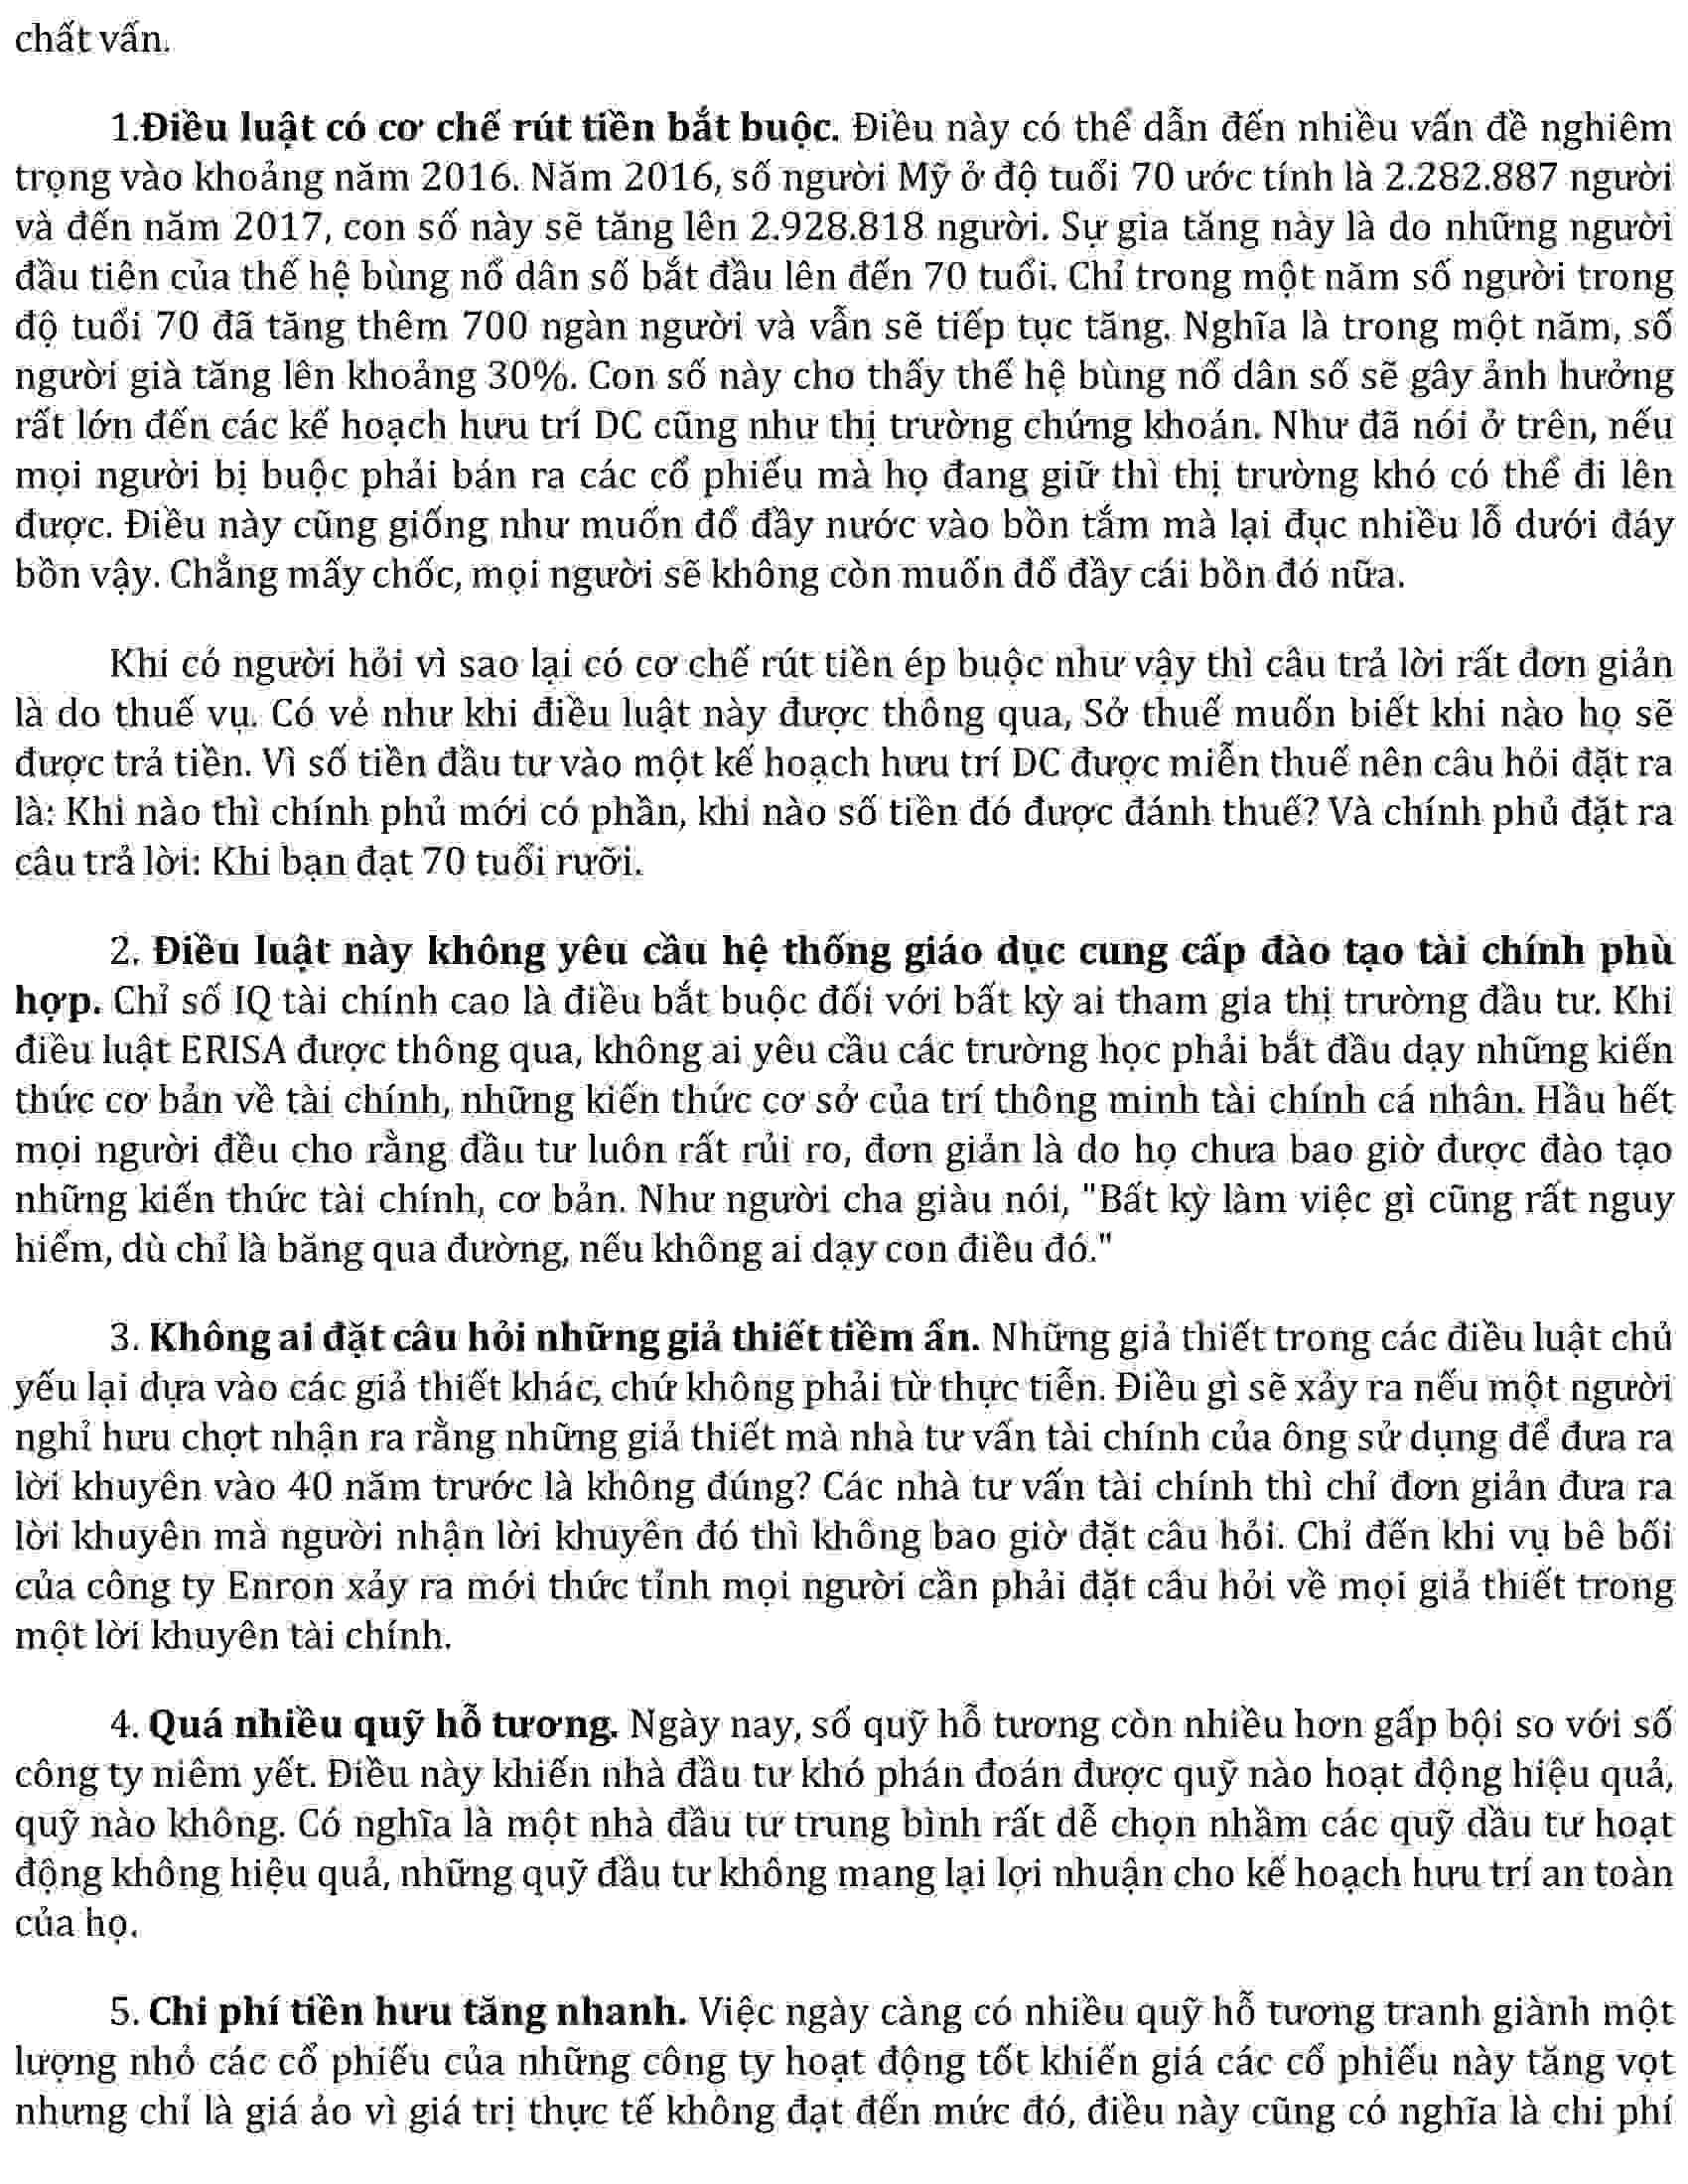 chất vấn.
1.Điều luật có cơ chế rút tiền bắt buộc. Điều này có thể dẫn đến nhiều vấn đề nghiêm
trọng vào khoảng năm 2016. Năm 2016, số người Mỹ ở độ tuổi 70 ước tính là 2.282.887 người
và đến năm 2017, con số này sẽ tăng lên 2.928.818 người. Sự gia tăng này là do những người
đầu tiên của thế hệ bùng nổ dân số bắt đầu lên đến 70 tuổi. Chỉ trong một năm số người trong
độ tuổi 70 đã tăng thêm 700 ngàn người và vẫn sẽ tiếp tục tăng. Nghĩa là trong một năm, số
người già tăng lên khoảng 30%. Con số này cho thấy thế hệ bùng nổ dân số sẽ gây ảnh hưởng
rất lớn đến các kế hoạch hưu trí DC cũng như thị trường chứng khoán. Như đã nói ở trên, nếu
mọi người bị buộc phải bán ra các cổ phiếu mà họ đang giữ thì thị trường khó có thể đi lên
được. Điều này cũng giống như muốn đổ đầy nước vào bồn tắm mà lại đục nhiều lỗ dưới đáy
bồn vậy. Chẳng mấy chốc, mọi người sẽ không còn muốn đổ đầy cái bồn đó nữa.
Khi có người hỏi vì sao lại có cơ chế rút tiền ép buộc như vậy thì câu trả lời rất đơn giản
là do thuế vụ. Có vẻ như khi điều luật này được thông qua, Sở thuế muốn biết khi nào họ sẽ
được trả tiền. Vì số tiền đầu tư vào một kế hoạch hưu trí DC được miễn thuế nên câu hỏi đặt ra
là: Khi nào thì chính phủ mới có phần, khi nào số tiền đó được đánh thuế? Và chính phủ đặt ra
câu trả lời: Khi bạn đạt 70 tuổi rưỡi.
2. Điều luật này không yêu cầu hệ thống giáo dục cung cấp đào tạo tài chính phù
hợp. Chỉ số IQ tài chính cao là điều bắt buộc đối với bất kỳ ai tham gia thị trường đầu tư. Khi
điều luật ERISA được thông qua, không ai yêu cầu các trường học phải bắt đầu dạy những kiến
thức cơ bản về tài chính, những kiến thức cơ sở của trí thông minh tài chính cá nhân. Hầu hết
mọi người đều cho rằng đầu tư luôn rất rủi ro, đơn giản là do họ chưa bao giờ được đào tạo
những kiến thức tài chính, cơ bản. Như người cha giàu nói, "Bất kỳ làm việc gì cũng rất nguy
hiểm, dù chỉ là băng qua đường, nếu không ai dạy con điều đó."
3. Không ai đặt câu hỏi những giả thiết tiềm ẩn. Những giả thiết trong các điều luật chủ
yếu lại dựa vào các giả thiết khác, chứ không phải từ thực tiễn. Điều gì sẽ xảy ra nếu một người
nghỉ hưu chợt nhận ra rằng những giả thiết mà nhà tư vấn tài chính của ông sử dụng để đưa ra
lời khuyên vào 40 năm trước là không đúng? Các nhà tư vấn tài chính thì chỉ đơn giản đưa ra
lời khuyên mà người nhận lời khuyên đó thì không bao giờ đặt câu hỏi. Chỉ đến khi vụ bê bối
của công ty Enron xảy ra mới thức tỉnh mọi người cần phải đặt câu hỏi về mọi giả thiết trong
một lời khuyên tài chính.
4. Quá nhiều quỹ hỗ tương. Ngày nay, số quỹ hỗ tương còn nhiều hơn gấp bội so với số
công ty niêm yết. Điều này khiến nhà đầu tư khó phán đoán được quỹ nào hoạt động hiệu quả,
quỹ nào không. Có nghĩa là một nhà đầu tư trung bình rất dễ chọn nhầm các quỹ đầu tư hoạt
động không hiệu quả, những quỹ đầu tư không mang lại lợi nhuận cho kế hoạch hưu trí an toàn
của họ.
5. Chi phí tiền hưu tăng nhanh. Việc ngày càng có nhiều quỹ hỗ tương tranh giành một
lượng nhỏ các cổ phiếu của những công ty hoạt động tốt khiến giá các cổ phiếu này tăng vọt
nhưng chỉ là giá ảo vì giá trị thực tế không đạt đến mức đó, điều này cũng có nghĩa là chi phí